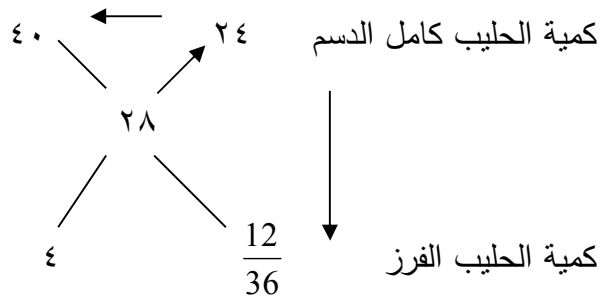 كمية الحليب كامل الدسم ٢٤ ٤٠
٢٨
كمية الحليب الفرز 12/36 ٤